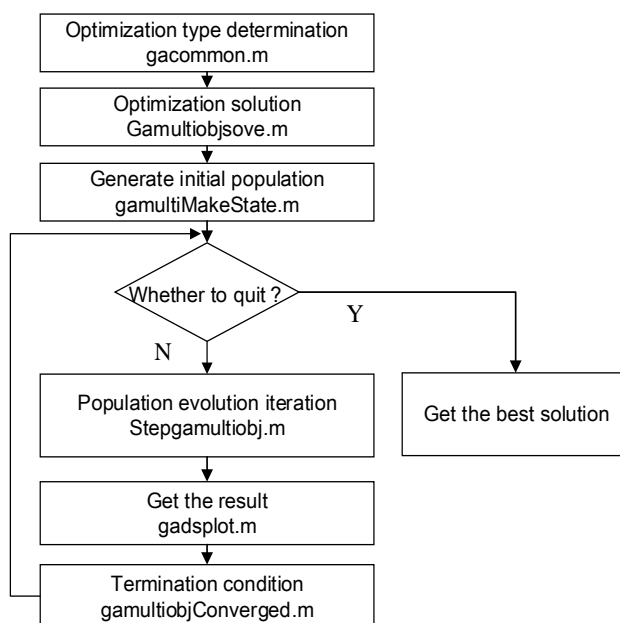 Optimization type determination
gacommon.m
Optimization solution
Gamultiobjsove.m
Generate initial population
gamultiMakeState.m
Whether to quit ?
Y
N
Population evolution iteration
Stepgamultiobj.m
Get the best solution
Get the result
gadsplot.m
Termination condition
gamultiobjConverged.m